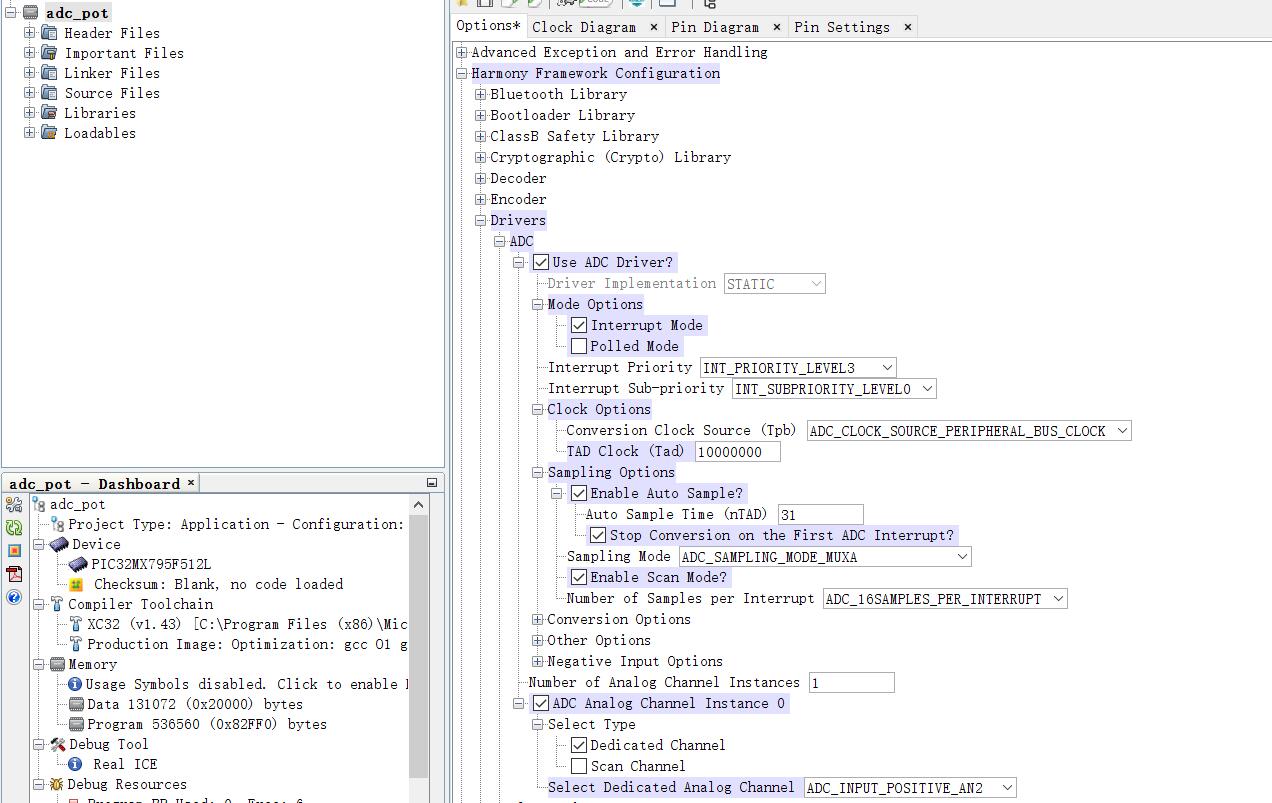 adc_pot
Header Files
Important Files
Linker Files
Source Files
Libraries
Loadables
adc_pot - Dashboard ×
adc_pot
Project Type: Application - Configuration:
Device
PIC32MX795F512L
Checksum: Blank, no code loaded
Compiler Toolchain
XC32 (v1.43) [C:\Program Files (x86)\Mic
Production Image: Optimization: gcc O1 g
Memory
Usage Symbols disabled. Click to enable
Data 131072 (0x20000) bytes
Program 536560 (0x82FF0) bytes
Debug Tool
Real ICE
Debug Resources
Options* Clock Diagram × Pin Diagram × Pin Settings ×
Advanced Exception and Error Handling
Harmony Framework Configuration
Bluetooth Library
Bootloader Library
ClassB Safety Library
Cryptographic (Crypto) Library
Decoder
Encoder
Drivers
ADC
Use ADC Driver?
Driver Implementation STATIC
Mode Options
Interrupt Mode
Polled Mode
Interrupt Priority INT_PRIORITY_LEVEL3
Interrupt Sub-priority INT_SUBPRIORITY_LEVEL0
Clock Options
Conversion Clock Source (Tpb) ADC_CLOCK_SOURCE_PERIPHERAL_BUS_CLOCK
TAD Clock (Tad) 10000000
Sampling Options
Enable Auto Sample?
Auto Sample Time (nTAD) 31
Stop Conversion on the First ADC Interrupt?
Sampling Mode ADC_SAMPLING_MODE_MUXA
Enable Scan Mode?
Number of Samples per Interrupt ADC_16SAMPLES_PER_INTERRUPT
Conversion Options
Other Options
Negative Input Options
Number of Analog Channel Instances 1
ADC Analog Channel Instance 0
Select Type
Dedicated Channel
Scan Channel
Select Dedicated Analog Channel ADC_INPUT_POSITIVE_AN2